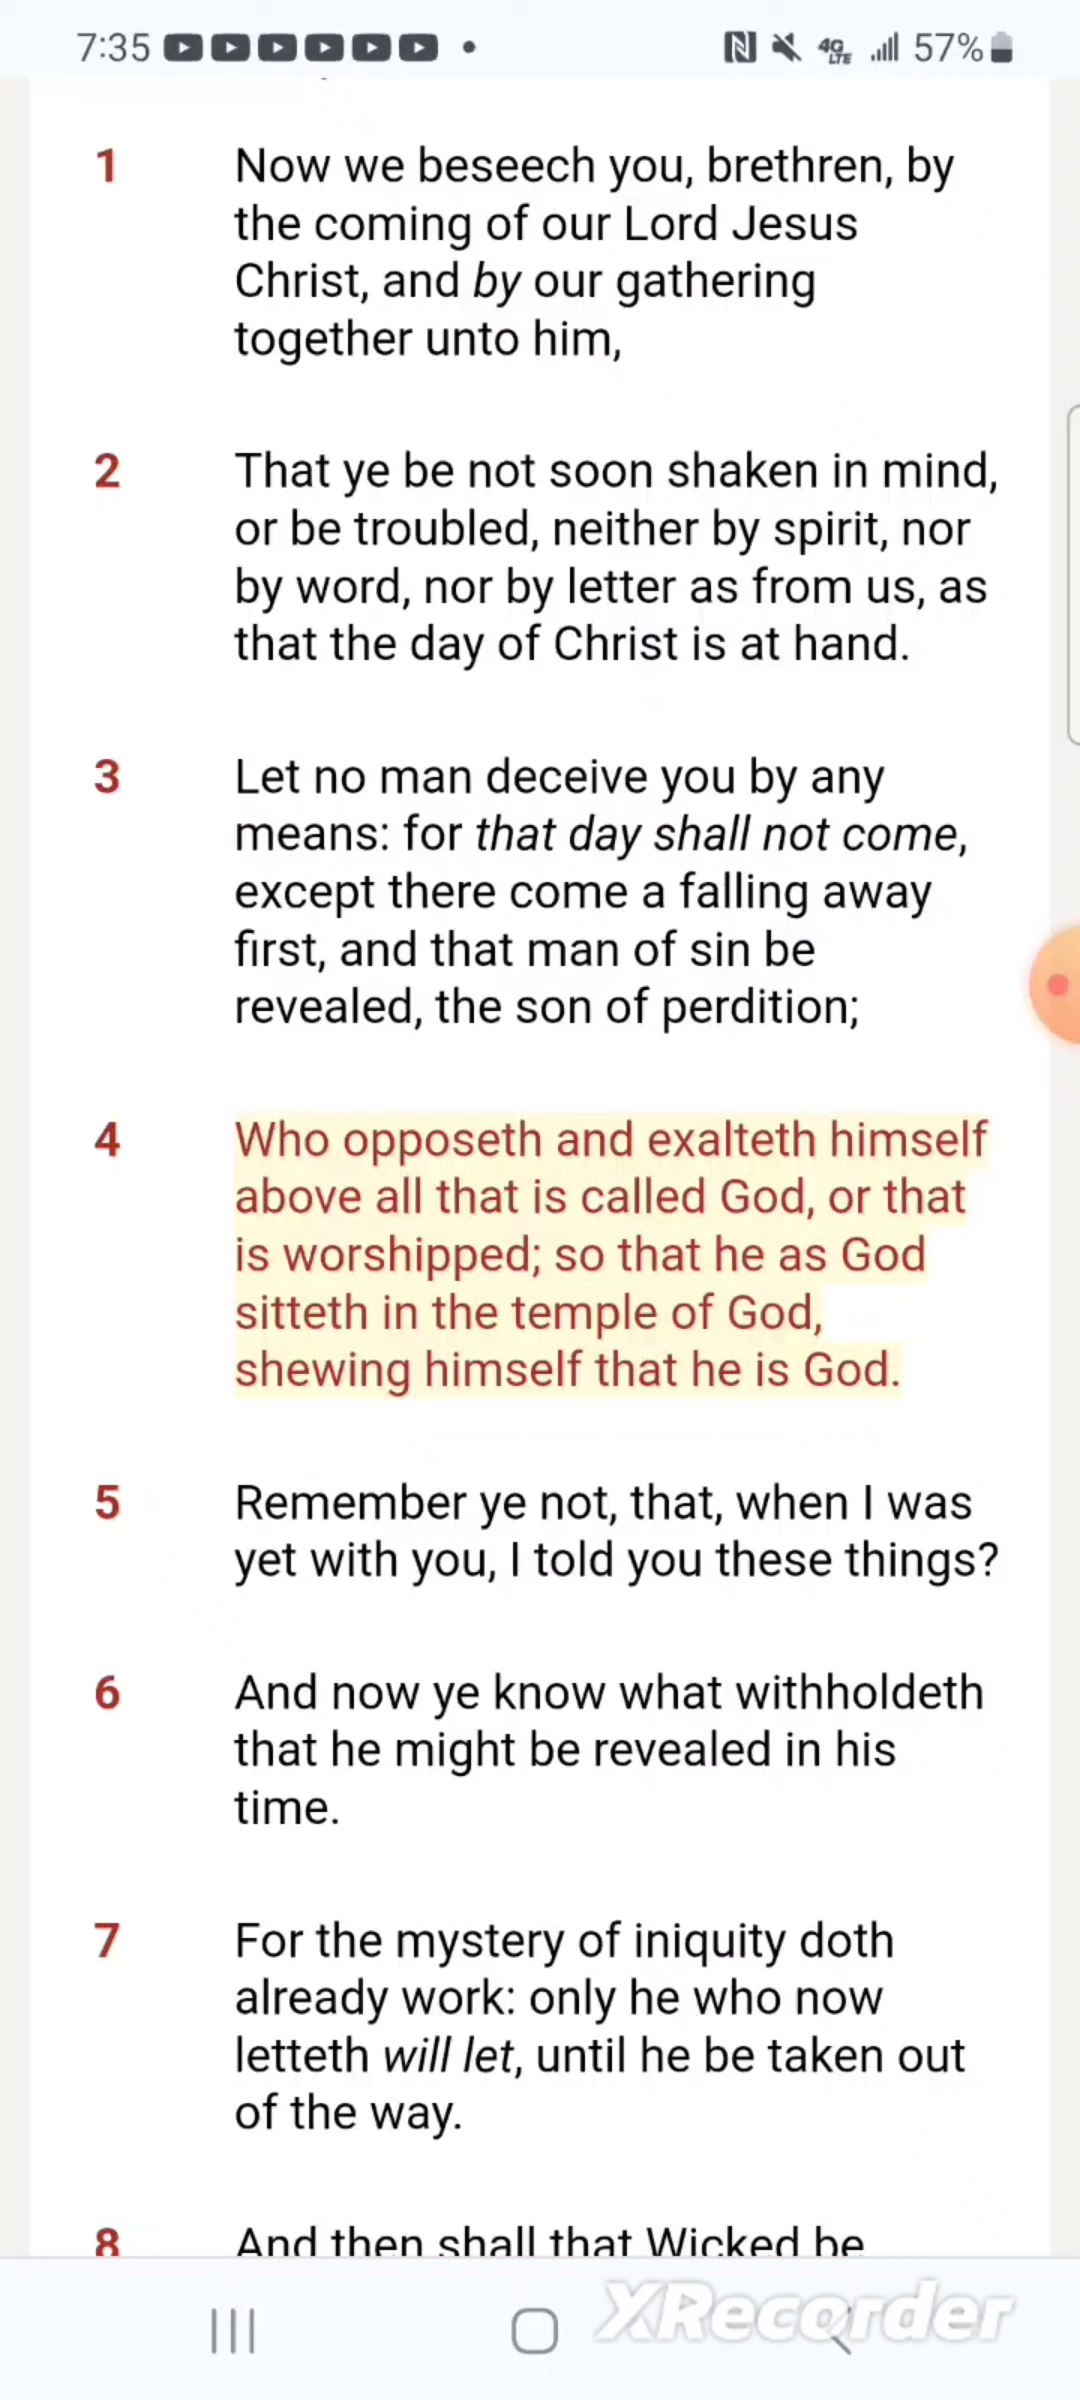 7:35
4G LTE 57%
1 Now we beseech you, brethren, by
the coming of our Lord Jesus
Christ, and by our gathering
together unto him,
2 That ye be not soon shaken in mind,
or be troubled, neither by spirit, nor
by word, nor by letter as from us, as
that the day of Christ is at hand.
3 Let no man deceive you by any
means: for that day shall not come,
except there come a falling away
first, and that man of sin be
revealed, the son of perdition;
4 Who opposeth and exalteth himself
above all that is called God, or that
is worshipped; so that he as God
sitteth in the temple of God,
shewing himself that he is God.
5 Remember ye not, that, when I was
yet with you, I told you these things?
6 And now ye know what withholdeth
that he might be revealed in his
time.
7 For the mystery of iniquity doth
already work: only he who now
letteth will let, until he be taken out
of the way.
8 And then shall that Wicked be
XRecorder